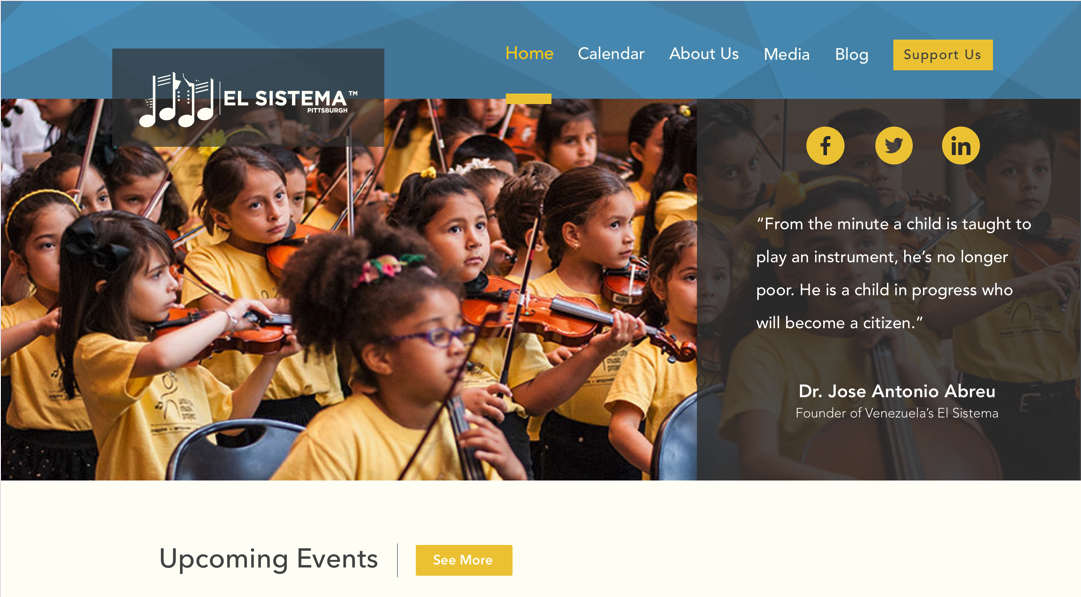 Home Calendar About Us Media Blog Support Us
EL SISTEMA™
PITTSBURGH
“From the minute a child is taught to
play an instrument, he’s no longer
poor. He is a child in progress who
will become a citizen.”
Dr. Jose Antonio Abreu
Founder of Venezuela’s El Sistema
Upcoming Events
See More